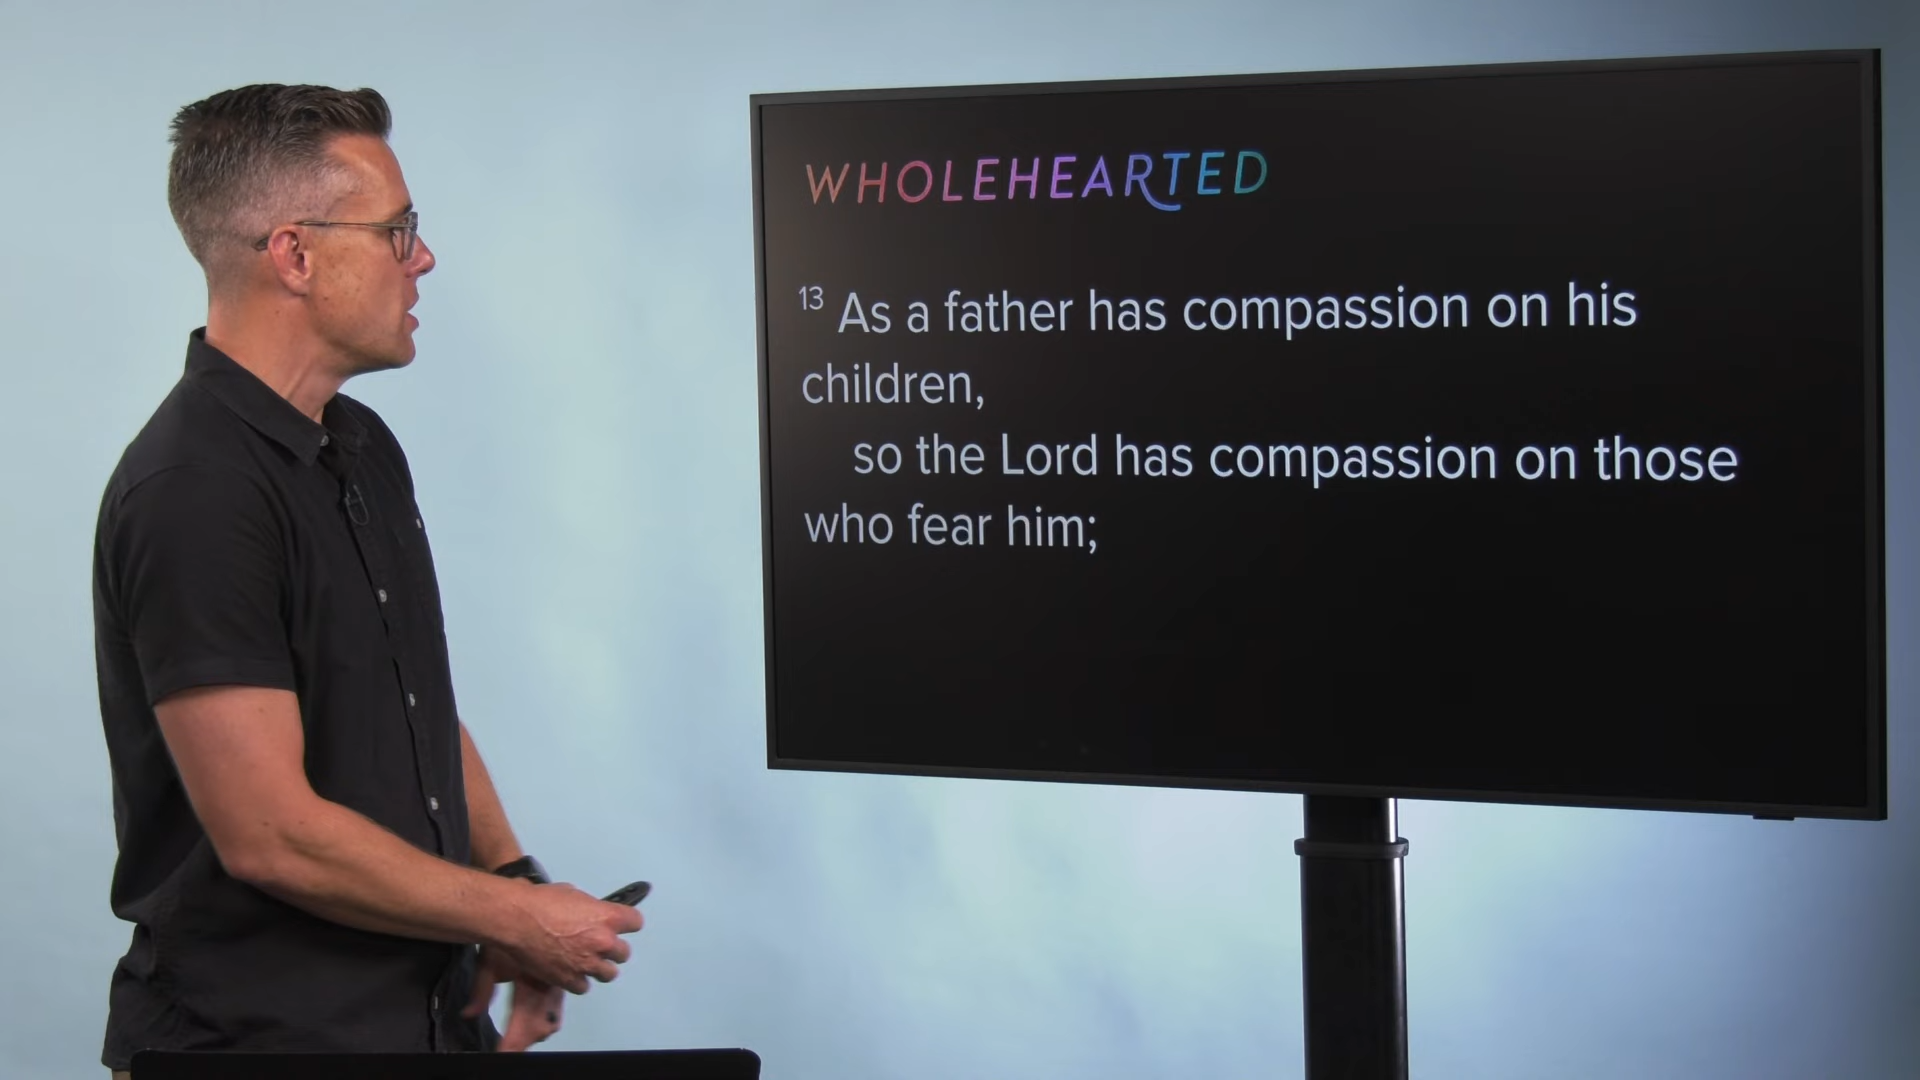 WHOLEHEARTED
13 As a father has compassion on his
children,
so the Lord has compassion on those
who fear him;